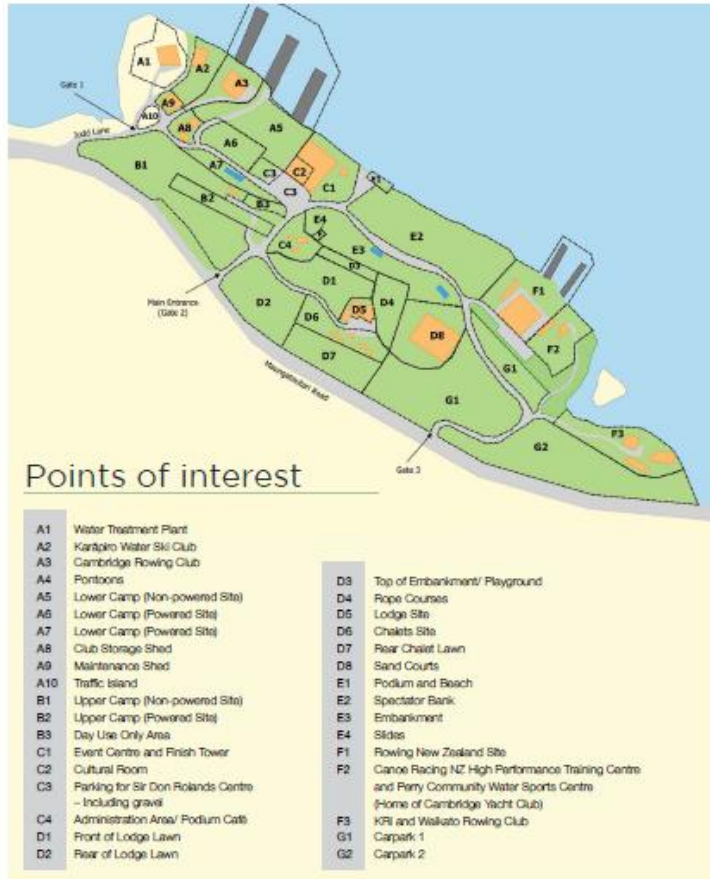 A1
A2
A3
Gate 1
A9
A10
A8
A5
Todd Lane
A6
A7
B1
C3
C2
C3
C1
E1
B2
B3
E4
E2
C4
E3
D3
D1
F1
Main Entrance
(Gate 2)
D2
D4
D5
D6
D8
F2
D7
Maungatautari Road
G1
G1
F3
G2
Gate 3
Points of interest
A1 Water Treatment Plant
A2 Karāpiro Water Ski Club
A3 Cambridge Rowing Club
A4 Pontoons
A5 Lower Camp (Non-powered Site)
A6 Lower Camp (Powered Site)
A7 Lower Camp (Powered Site)
A8 Club Storage Shed
A9 Maintenance Shed
A10 Traffic Island
B1 Upper Camp (Non-powered Site)
B2 Upper Camp (Powered Site)
B3 Day Use Only Area
C1 Event Centre and Finish Tower
C2 Cultural Room
C3 Parking for Sir Don Rolands Centre
– Including gravel
C4 Administration Area/ Podium Café
D1 Front of Lodge Lawn
D2 Rear of Lodge Lawn
D3 Top of Embankment/ Playground
D4 Rope Courses
D5 Lodge Site
D6 Chalets Site
D7 Rear Chalet Lawn
D8 Sand Courts
E1 Podium and Beach
E2 Spectator Bank
E3 Embankment
E4 Slides
F1 Rowing New Zealand Site
F2 Canoe Racing NZ High Performance Training Centre
and Perry Community Water Sports Centre
(Home of Cambridge Yacht Club)
F3 KRI and Waikato Rowing Club
G1 Carpark 1
G2 Carpark 2